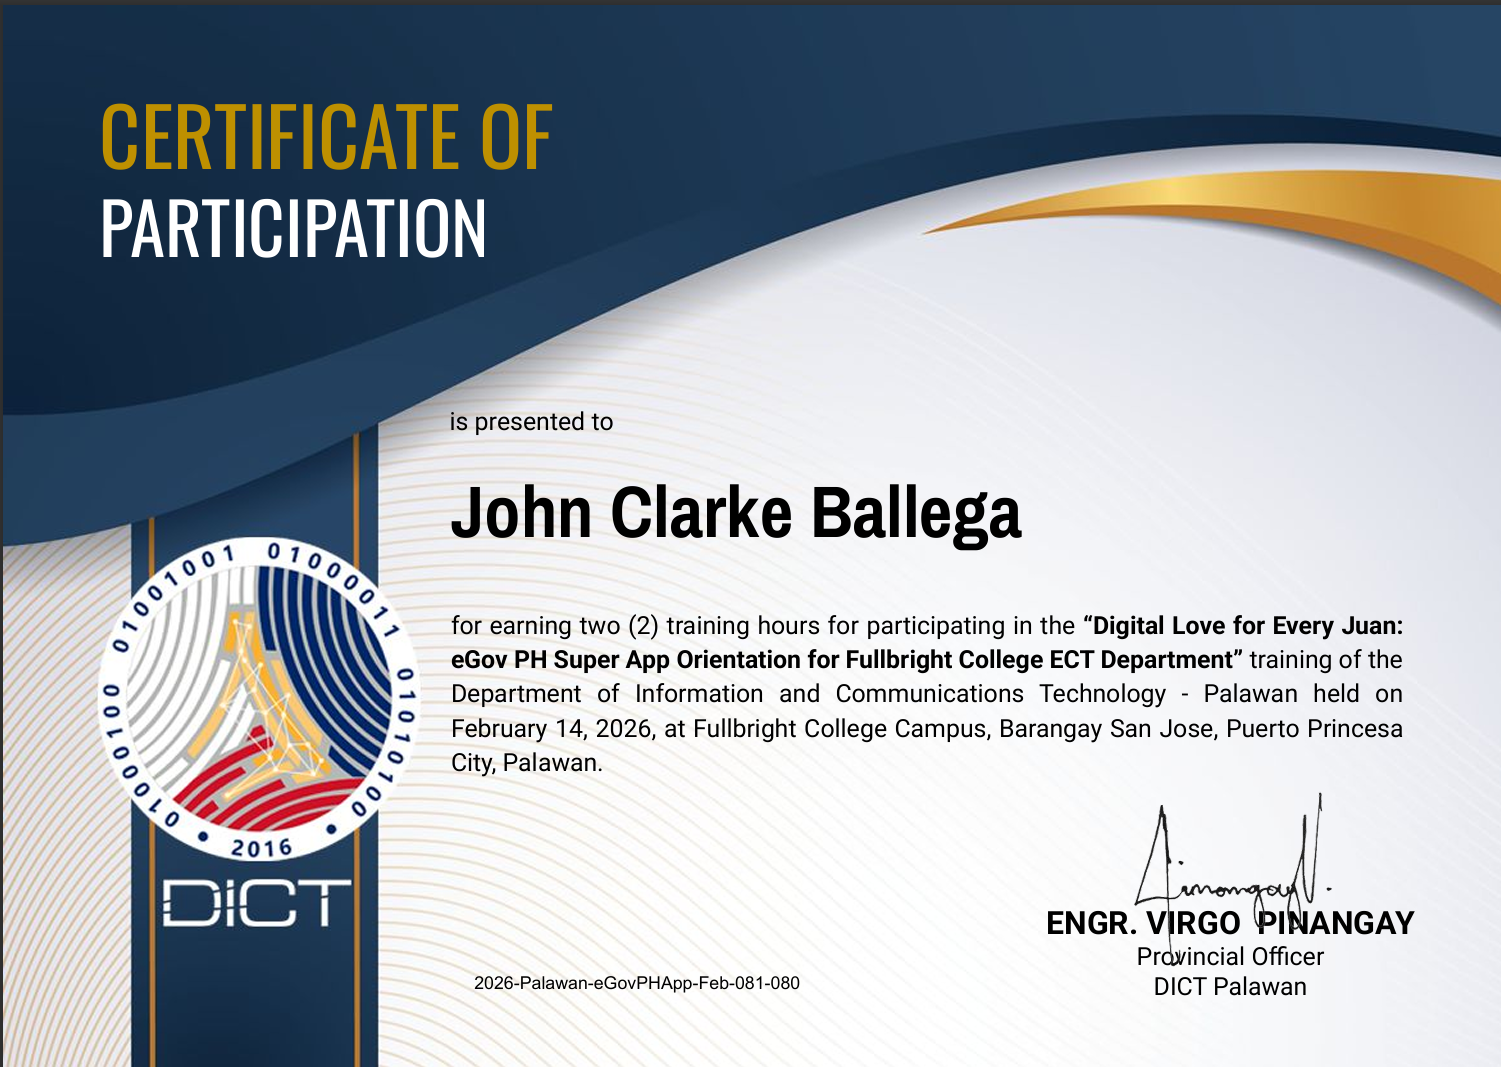 CERTIFICATE OF
PARTICIPATION
is presented to
John Clarke Ballega
for earning two (2) training hours for participating in the “Digital Love for Every Juan:
eGov PH Super App Orientation for Fullbright College ECT Department” training of the
Department of Information and Communications Technology - Palawan held on
February 14, 2026, at Fullbright College Campus, Barangay San Jose, Puerto Princesa
City, Palawan.
01000100 01001001 01000011 01010100
• 2016 •
DICT
ENGR. VIRGO PINANGAY
Provincial Officer
DICT Palawan
2026-Palawan-eGovPHApp-Feb-081-080